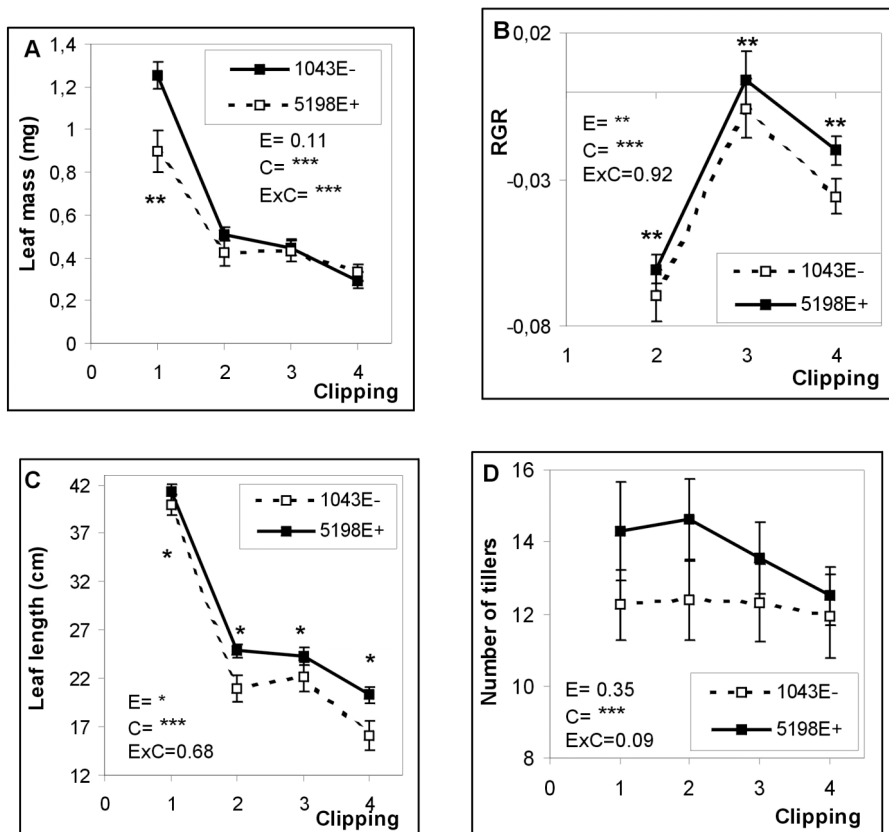 A
1,4
1,2
1
0,8
0,6
0,4
0,2
0
Leaf mass (mg)
1043E-
5198E+
E= 0.11
C= ***
ExC= ***
**
0 1 2 3 4
Clipping
B
0,02
-0,03
-0,08
RGR
**
**
**
E= **
C= ***
ExC=0.92
1043E-
5198E+
1 2 3 4
Clipping
C
42
37
32
27
22
17
12
Leaf length (cm)
1043E-
5198E+
* * * *
E= *
C= ***
ExC=0.68
0 1 2 3 4
Clipping
D
16
14
12
10
8
Number of tillers
E= 0.35
C= ***
ExC=0.09
1043E-
5198E+
0 1 2 3 4
Clipping